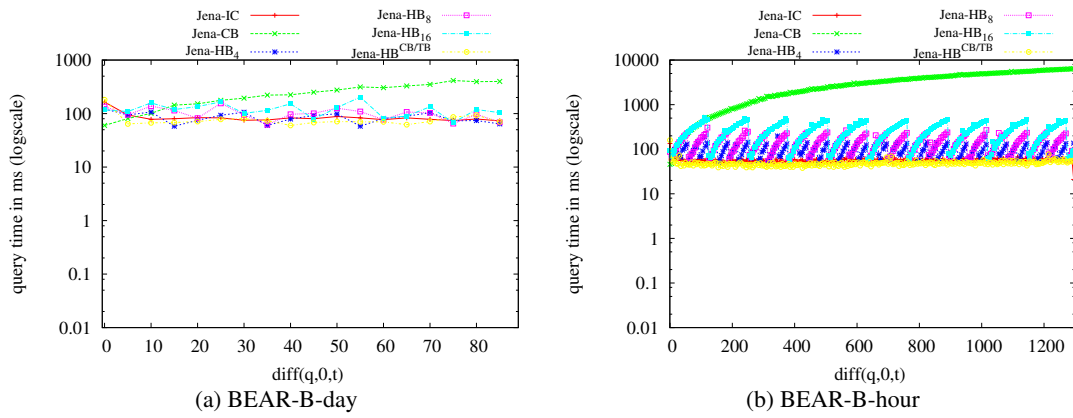 Jena-IC
Jena-CB
Jena-HB4
Jena-HB8
Jena-HB16
Jena-HBCB/TB
1000
100
10
1
0.1
0.01
query time in ms (logscale)
0 10 20 30 40 50 60 70 80
diff(q,0,t)
(a) BEAR-B-day
Jena-IC
Jena-CB
Jena-HB4
Jena-HB8
Jena-HB16
Jena-HBCB/TB
10000
1000
100
10
1
0.1
0.01
query time in ms (logscale)
0 200 400 600 800 1000 1200
diff(q,0,t)
(b) BEAR-B-hour